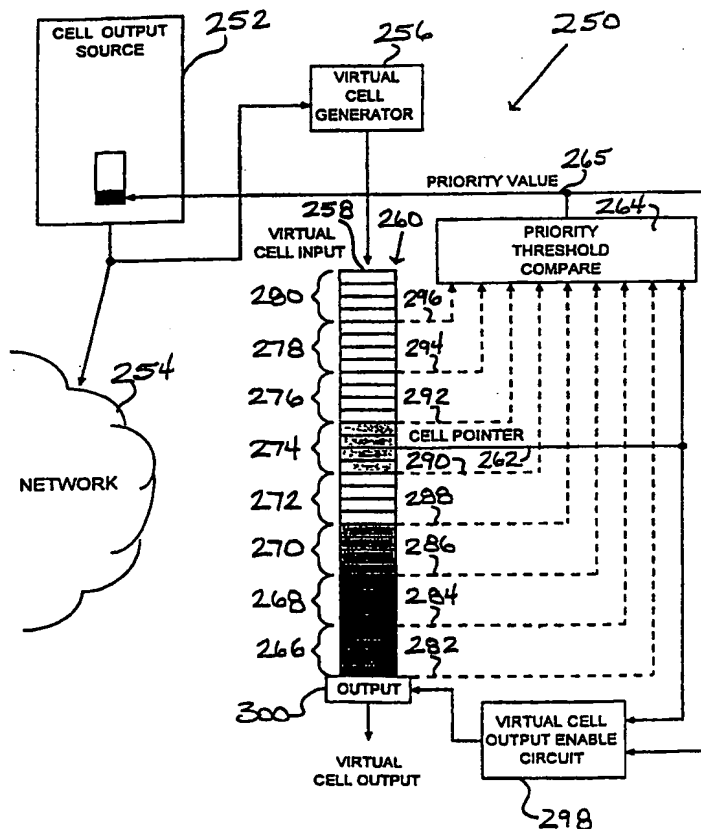 CELL OUTPUT
SOURCE
252
256
250
VIRTUAL
CELL
GENERATOR
PRIORITY VALUE
265
264
258
VIRTUAL
CELL INPUT
260
PRIORITY
THRESHOLD
COMPARE
280
296
278
294
276
292
274
CELL POINTER
290
262
272
288
270
286
268
284
266
282
254
NETWORK
300
OUTPUT
VIRTUAL
CELL OUTPUT
VIRTUAL CELL
OUTPUT ENABLE
CIRCUIT
298